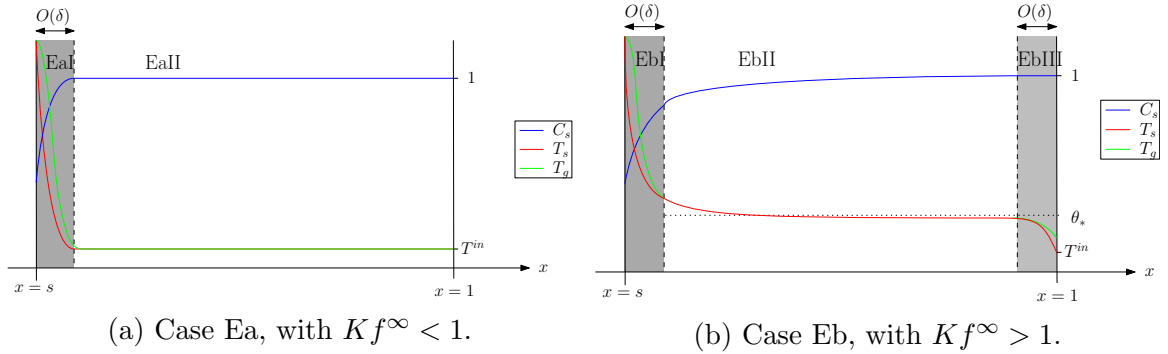 O(δ)
EaI
EaII
1
C_s
T_s
T_g
T^{in}
x
x = s
x = 1
(a) Case Ea, with Kf^∞ < 1.
O(δ)
O(δ)
EbI
EbII
EbIII
1
C_s
T_s
T_g
θ_*
T^{in}
x
x = s
x = 1
(b) Case Eb, with Kf^∞ > 1.